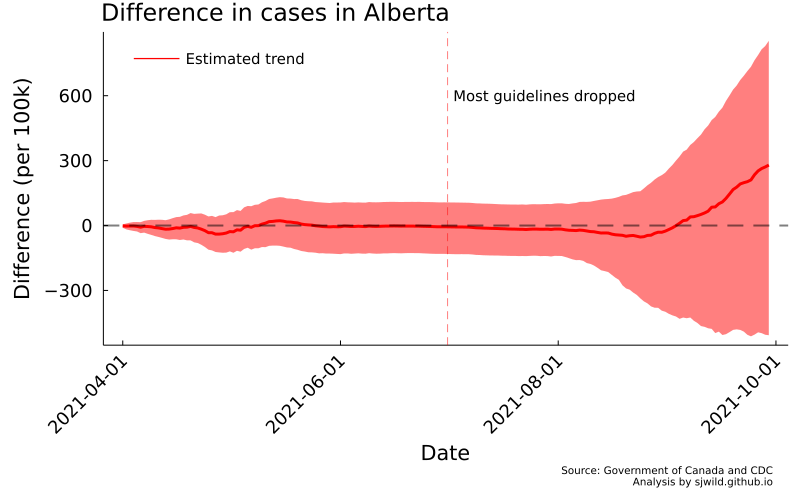 Difference in cases in Alberta
Estimated trend
Most guidelines dropped
Difference (per 100k)
600
300
0
−300
2021-04-01
2021-06-01
2021-08-01
2021-10-01
Date
Source: Government of Canada and CDC
Analysis by sjwild.github.io